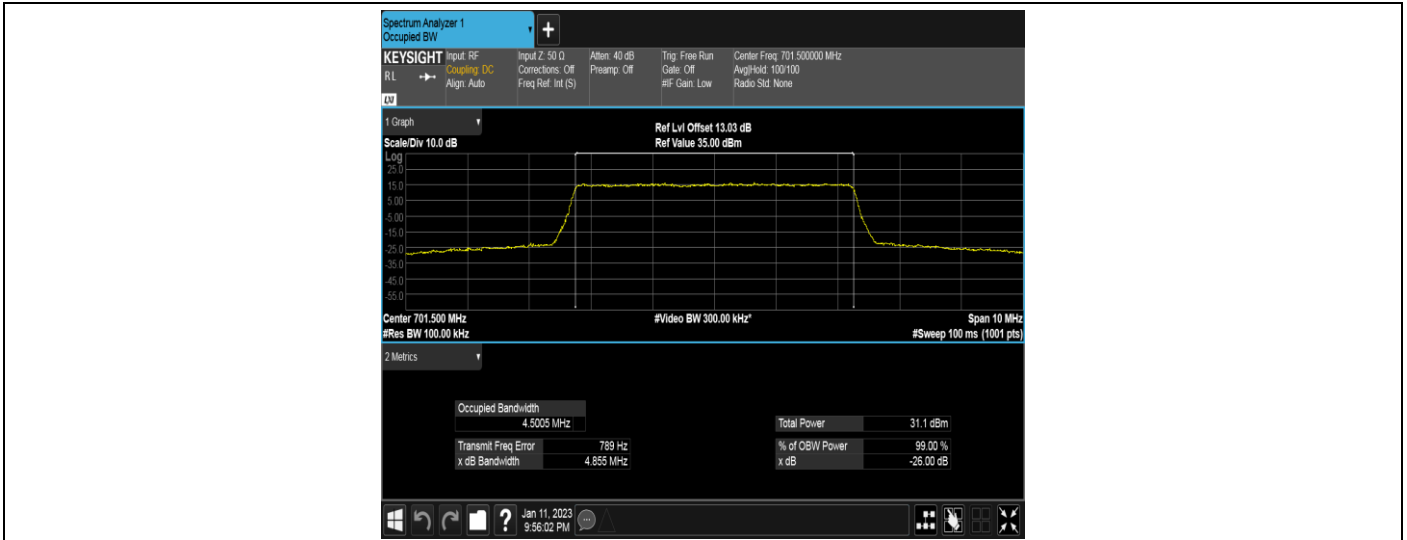 Spectrum Analyzer 1
Occupied BW
+
KEYSIGHT Input: RF Input Z: 50 Ω Atten: 40 dB Trig: Free Run Center Freq: 701.500000 MHz
RL Coupling: DC Corrections: Off Preamp: Off Gate: Off Avg|Hold: 100/100
Align: Auto Freq Ref: Int (S) #IF Gain: Low Radio Std: None
LXI
1 Graph
Ref Lvl Offset 13.03 dB
Scale/Div 10.0 dB Ref Value 35.00 dBm
Log
25.0
15.0
5.00
-5.00
-15.0
-25.0
-35.0
-45.0
-55.0
Center 701.500 MHz #Video BW 300.00 kHz* Span 10 MHz
#Res BW 100.00 kHz #Sweep 100 ms (1001 pts)
2 Metrics
Occupied Bandwidth
4.5005 MHz Total Power 31.1 dBm
Transmit Freq Error 789 Hz % of OBW Power 99.00 %
x dB Bandwidth 4.855 MHz x dB -26.00 dB
? Jan 11, 2023
9:56:02 PM